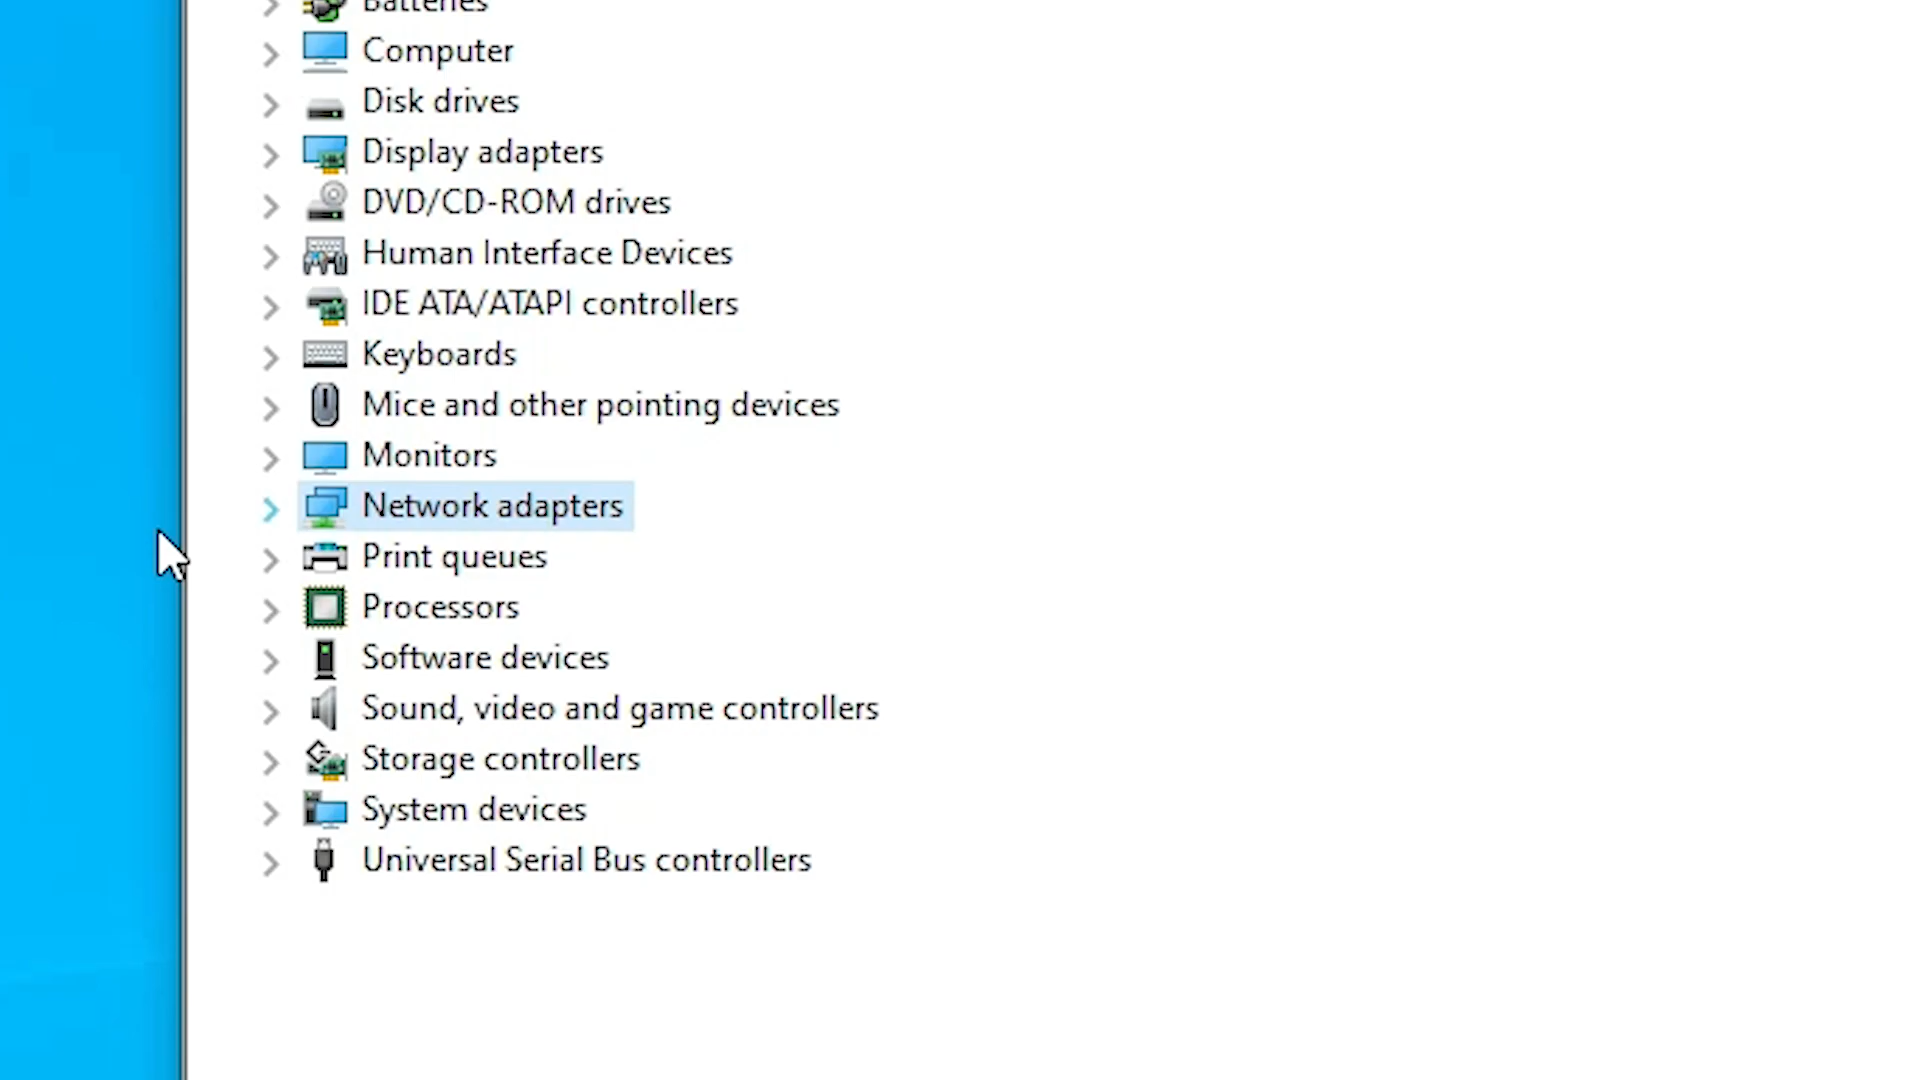 Batteries
Computer
Disk drives
Display adapters
DVD/CD-ROM drives
Human Interface Devices
IDE ATA/ATAPI controllers
Keyboards
Mice and other pointing devices
Monitors
Network adapters
Print queues
Processors
Software devices
Sound, video and game controllers
Storage controllers
System devices
Universal Serial Bus controllers